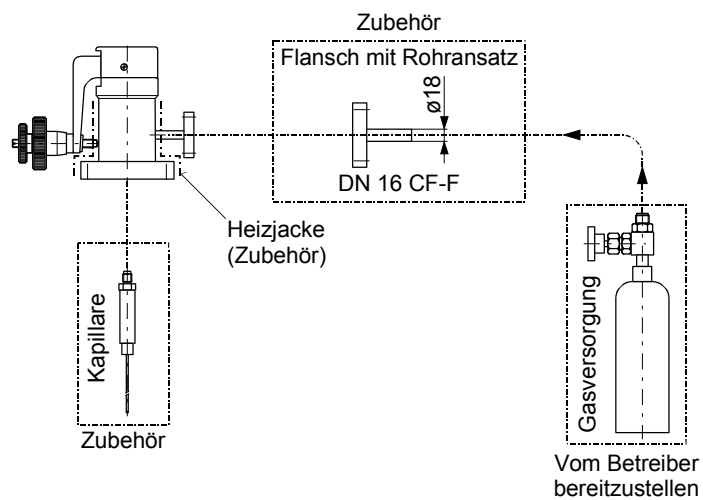 Zubehör
Flansch mit Rohransatz
ø18
DN 16 CF-F
Heizjacke
(Zubehör)
Kapillare
Zubehör
Gasversorgung
Vom Betreiber
bereitzustellen